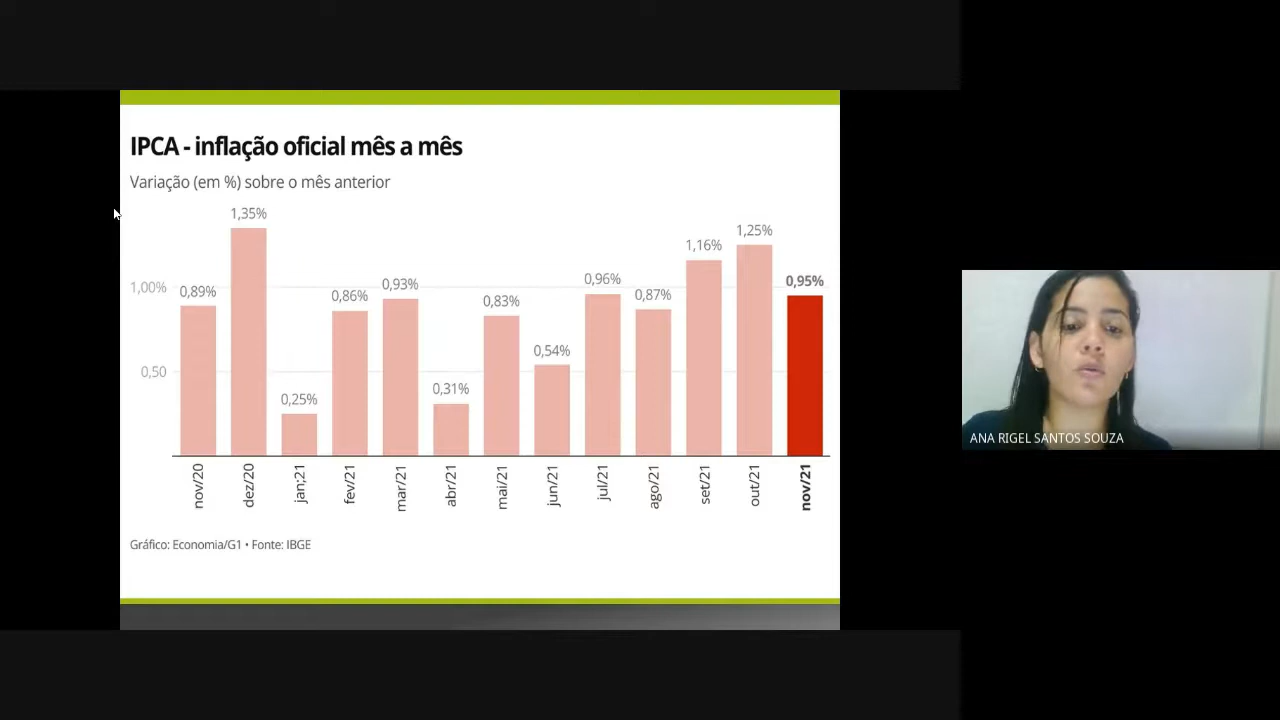 IPCA - inflação oficial mês a mês
Variação (em %) sobre o mês anterior
1,35%
1,25%
1,16%
1,00%
0,89%
0,25%
0,86%
0,93%
0,31%
0,83%
0,54%
0,96%
0,87%
0,95%
0,50
nov/20
dez/20
jan;21
fev/21
mar/21
abr/21
mai/21
jun/21
jul/21
ago/21
set/21
out/21
nov/21
Gráfico: Economia/G1 • Fonte: IBGE
ANA RIGEL SANTOS SOUZA